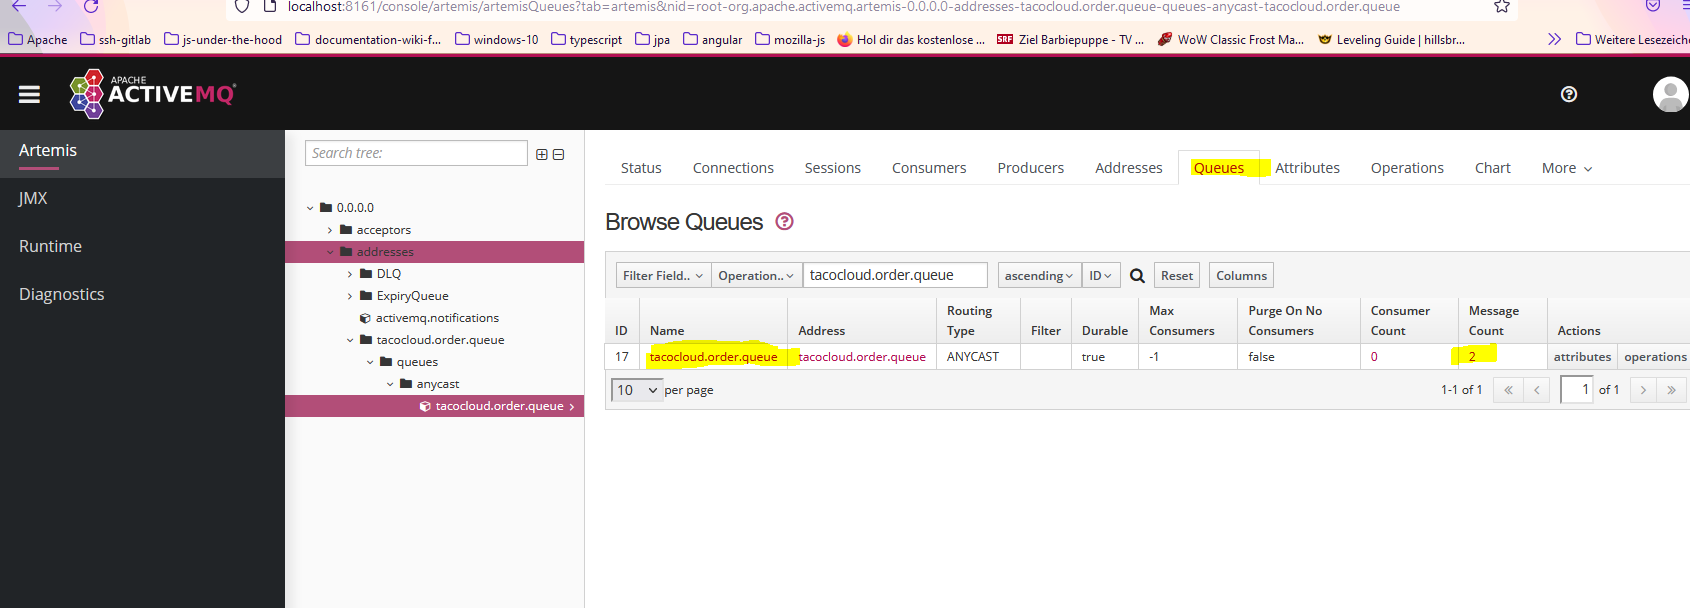 localhost:8161/console/artemis/artemisQueues?tab=artemis&nid=root-org.apache.activemq.artemis-0.0.0.0-addresses-tacocloud.order.queue-queues-anycast-tacocloud.order.queue
Apache ssh-gitlab js-under-the-hood documentation-wiki-f... windows-10 typescript jpa angular mozilla-js Hol dir das kostenlose ... SRF Ziel Barbiepuppe - TV ... WoW Classic Frost Ma... Leveling Guide | hillsbr... Weitere Lesezeiche
APACHE
ACTIVEMQ
Artemis
JMX
Runtime
Diagnostics
Search tree:
0.0.0.0
acceptors
addresses
DLQ
ExpiryQueue
activemq.notifications
tacocloud.order.queue
queues
anycast
tacocloud.order.queue
Status Connections Sessions Consumers Producers Addresses Queues Attributes Operations Chart More
Browse Queues
Filter Field.. Operation.. tacocloud.order.queue ascending ID Reset Columns
ID Name Address Routing Type Filter Durable Max Consumers Purge On No Consumers Consumer Count Message Count Actions
17 tacocloud.order.queue tacocloud.order.queue ANYCAST true -1 false 0 2 attributes operations
10 per page 1-1 of 1 « ‹ 1 of 1 › »